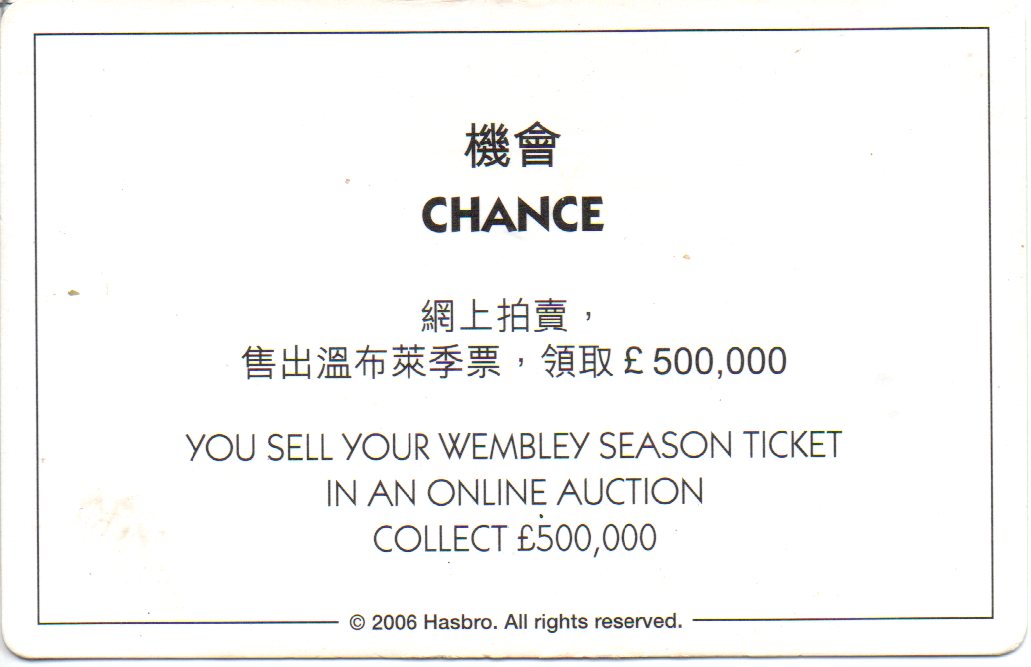 機會
CHANCE
網上拍賣，
售出溫布萊季票，領取£500,000
YOU SELL YOUR WEMBLEY SEASON TICKET
IN AN ONLINE AUCTION
COLLECT £500,000
© 2006 Hasbro. All rights reserved.